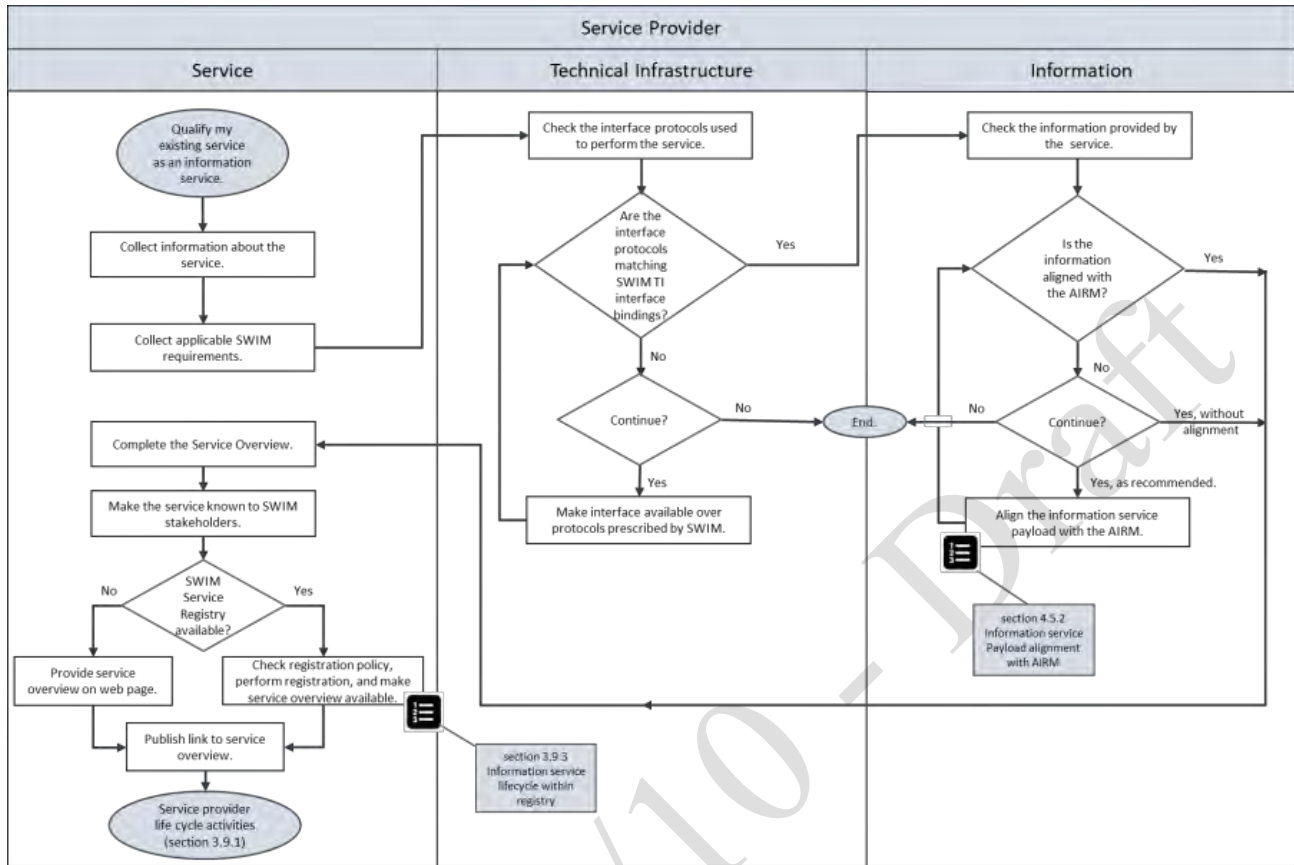 Service Provider
Service
Technical Infrastructure
Information
Qualify my
existing service
as an information
service.
Collect information about the
service.
Collect applicable SWIM
requirements.
Check the interface protocols used
to perform the service.
Are the
interface
protocols
matching
SWIM TI
interface
bindings?
Yes
No
Continue?
No
Yes
Make interface available over
protocols prescribed by SWIM.
End.
Check the information provided by
the service.
Is the
information
aligned with
the AIRM?
Yes
No
Continue?
No
Yes, without
alignment
Yes, as recommended.
Align the information service
payload with the AIRM.
section 4.5.2
Information service
Payload alignment
with AIRM
Complete the Service Overview.
Make the service known to SWIM
stakeholders.
SWIM
Service
Registry
available?
No
Yes
Provide service
overview on web page.
Check registration policy,
perform registration, and make
service overview available.
section 3.9.3
Information service
lifecycle within
registry
Publish link to service
overview.
Service provider
life cycle activities
(section 3.9.1)
/10 - Draft